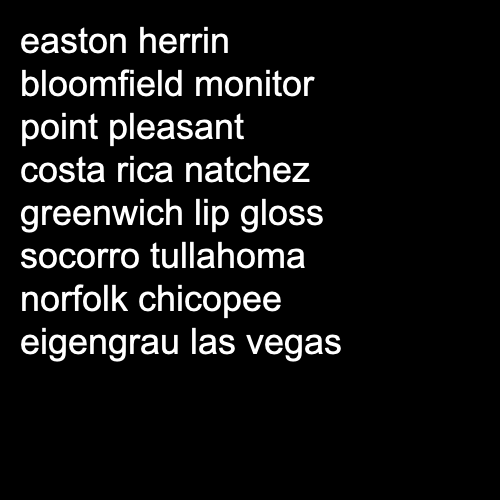 easton herrin
bloomfield monitor
point pleasant
costa rica natchez
greenwich lip gloss
socorro tullahoma
norfolk chicopee
eigengrau las vegas